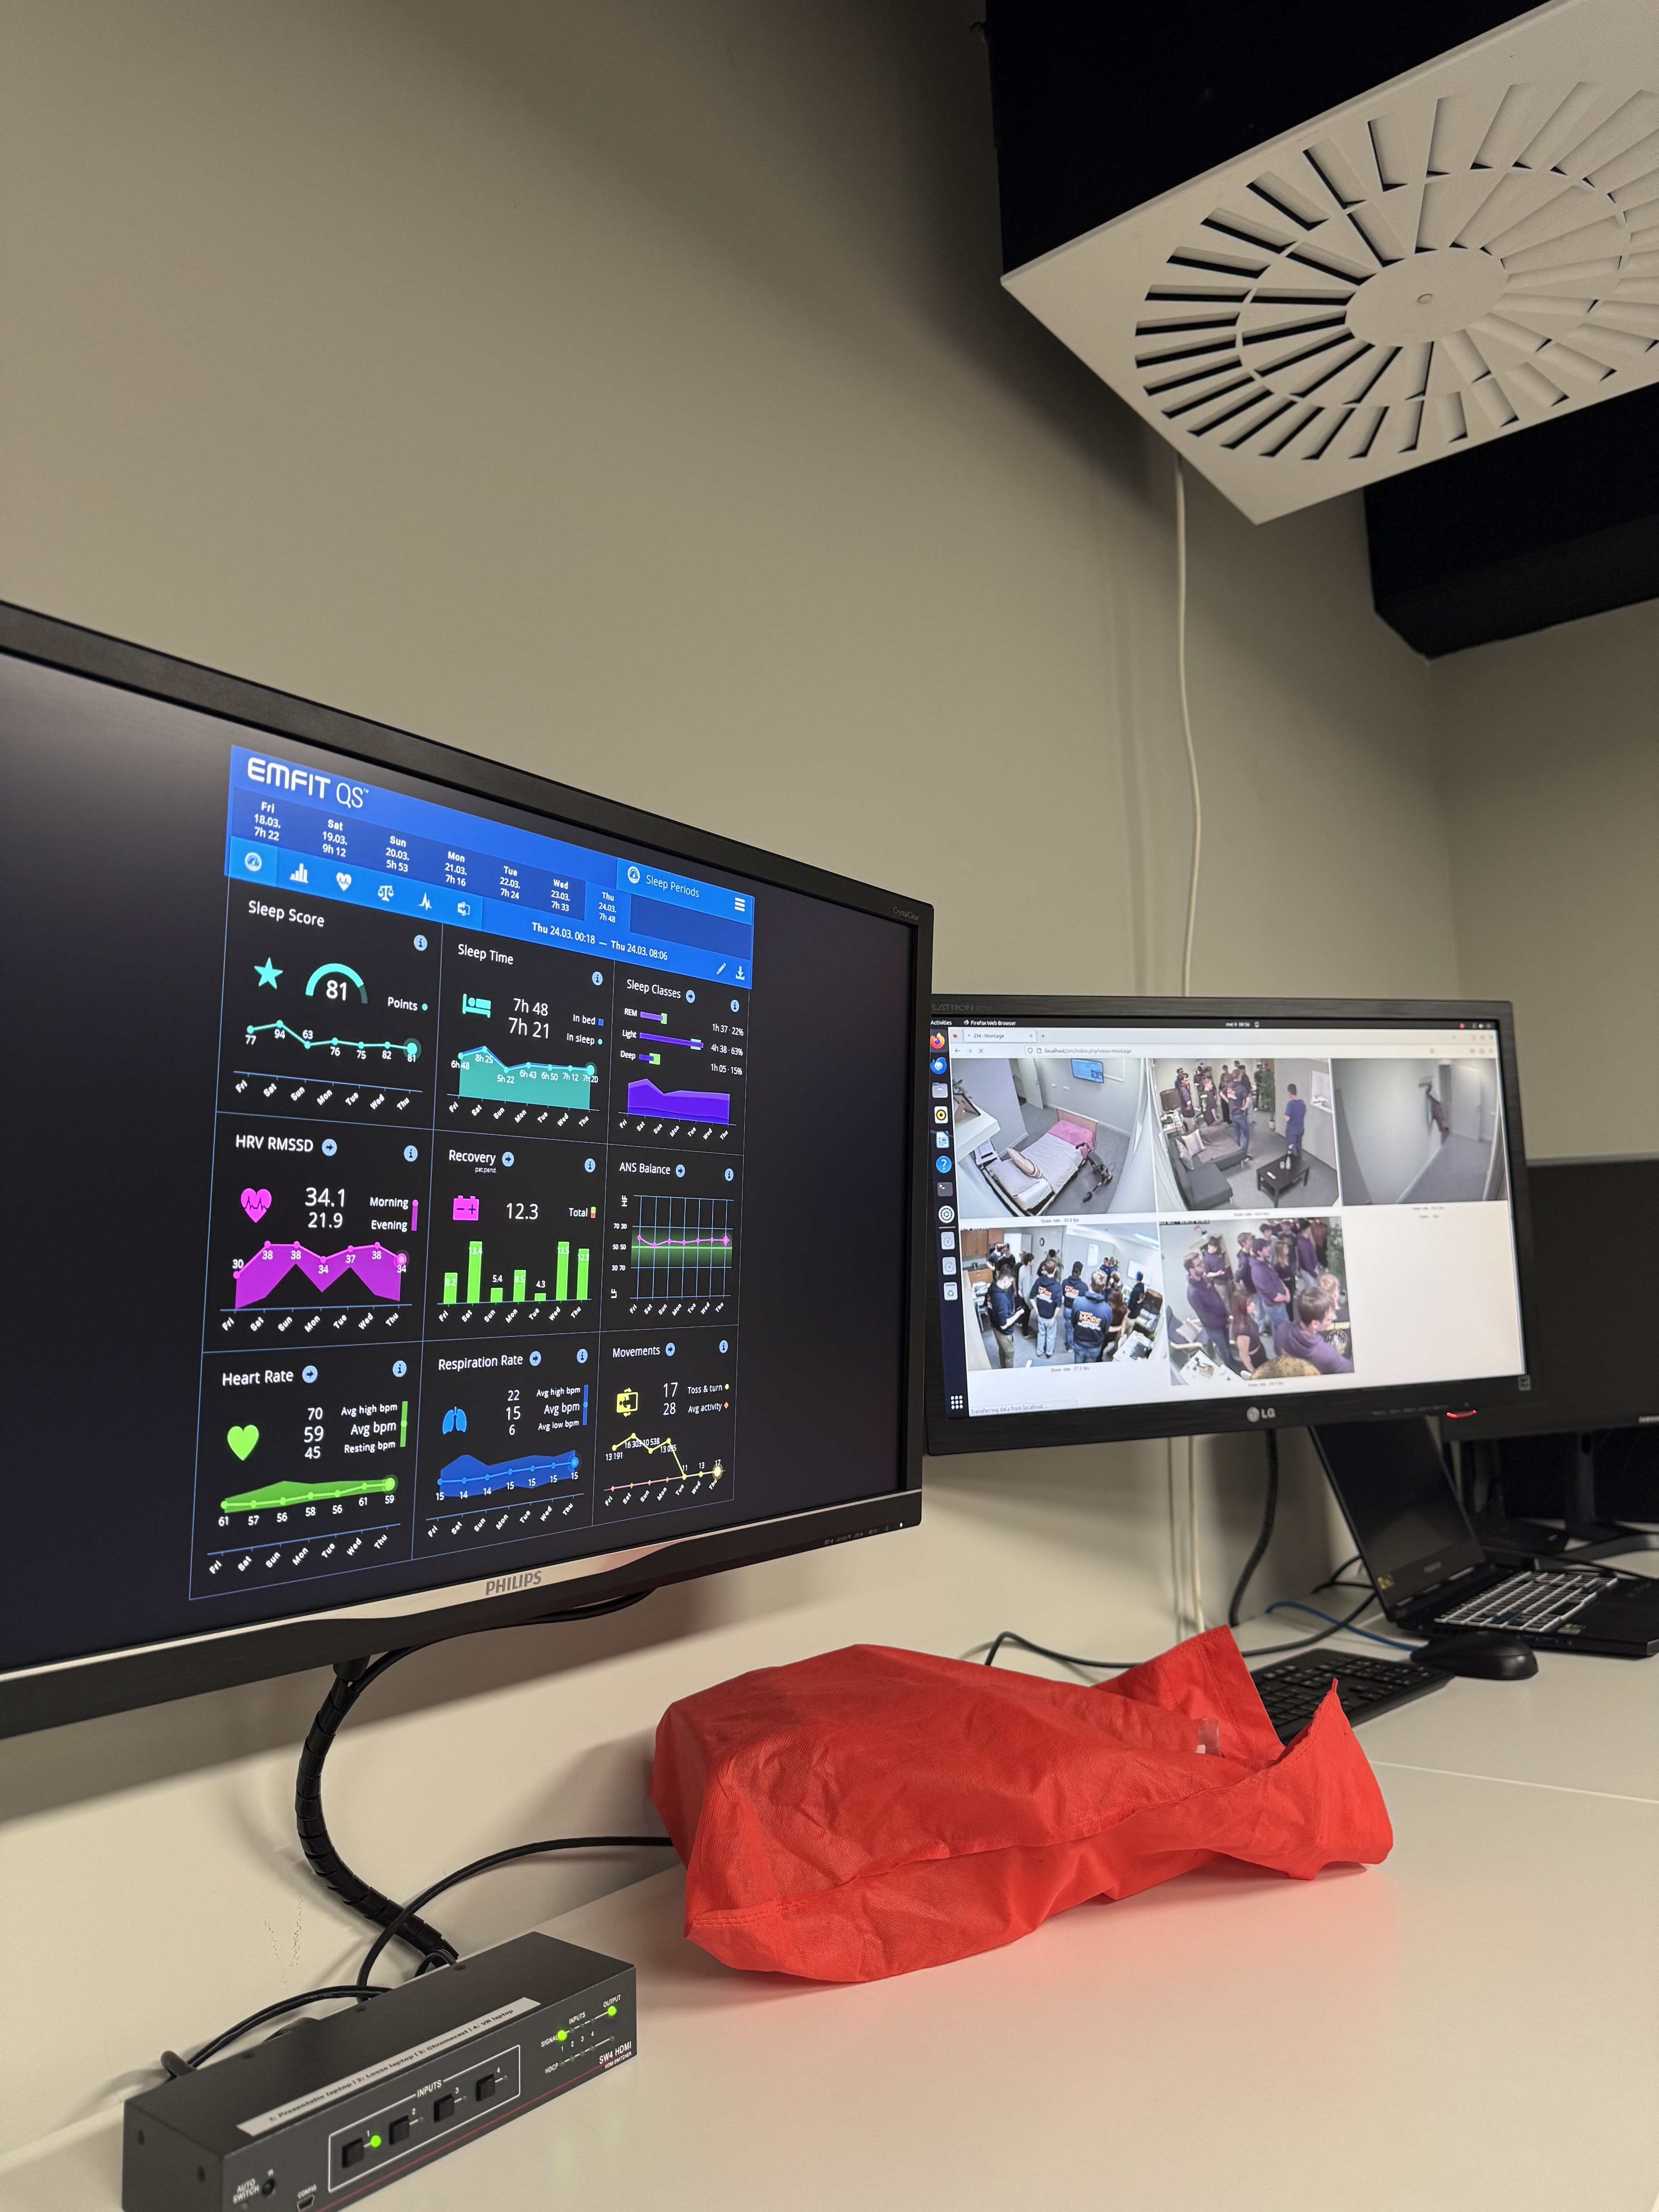 EMFIT QS™
Fri
18.03.
7h 22
Sat
19.03.
9h 12
Sun
20.03.
5h 53
Mon
21.03.
7h 16
Tue
22.03.
7h 24
Wed
23.03.
7h 33
Thu
24.03.
7h 48
Sleep Periods
Thu 24.03. 00:18 — Thu 24.03. 08:06
Sleep Score
81
Points
77 94 63 76 75 82 81
Fri Sat Sun Mon Tue Wed Thu
Sleep Time
7h 48 In bed
7h 21 In sleep
6h 48 8h 25 5h 22 6h 43 6h 50 7h 12 7h 20
Fri Sat Sun Mon Tue Wed Thu
Sleep Classes
REM 1h 37 · 22%
Light 4h 38 · 63%
Deep 1h 05 · 15%
Fri Sat Sun Mon Tue Wed Thu
HRV RMSSD
34.1 Morning
21.9 Evening
30 38 38 34 37 38 34
Fri Sat Sun Mon Tue Wed Thu
Recovery
pat.pend.
12.3 Total
5.4 4.3
Fri Sat Sun Mon Tue Wed Thu
ANS Balance
HF
70 30
50 50
30 70
LF
Fri Sat Sun Mon Tue Wed Thu
Heart Rate
70 Avg high bpm
59 Avg bpm
45 Resting bpm
61 57 56 58 56 61 59
Fri Sat Sun Mon Tue Wed Thu
Respiration Rate
22 Avg high bpm
15 Avg bpm
6 Avg low bpm
15 14 14 15 15 15 15
Fri Sat Sun Mon Tue Wed Thu
Movements
17 Toss & turn
28 Avg activity
13 191 11 13 17
Fri Sat Sun Mon Tue Wed Thu
CrystalClear
PHILIPS
Activities Firefox Web Browser
ZM - Montage
localhost/zm/index.php?view=montage
Transferring data from localhost...
LG
1: Presentatie laptop | 2: Losse laptop | 3: Chromecast | 4: VR laptop
INPUTS
1 2 3 4
AUTO SWITCH
CONFIG
INPUTS OUTPUT
SIGNAL
1 2 3 4
HDCP
SW4 HDMI
HDMI SWITCHER